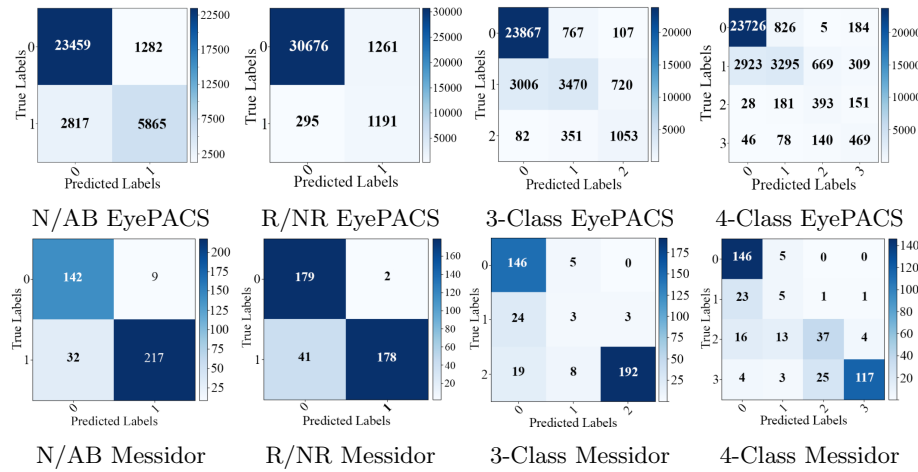 True Labels
0
1
23459 1282
2817 5865
0 1
Predicted Labels
22500
20000
17500
15000
12500
10000
7500
5000
2500
N/AB EyePACS
True Labels
0
1
30676 1261
295 1191
0 1
Predicted Labels
30000
25000
20000
15000
10000
5000
R/NR EyePACS
True Labels
0
1
2
23867 767 107
3006 3470 720
82 351 1053
0 1 2
Predicted Labels
20000
15000
10000
5000
3-Class EyePACS
True Labels
0
1
2
3
23726 826 5 184
2923 3295 669 309
28 181 393 151
46 78 140 469
0 1 2 3
Predicted Labels
20000
15000
10000
5000
4-Class EyePACS
True Labels
0
1
142 9
32 217
0 1
Predicted Labels
200
175
150
125
100
75
50
25
N/AB Messidor
True Labels
0
1
179 2
41 178
0 1
Predicted Labels
160
140
120
100
80
60
40
20
R/NR Messidor
True Labels
0
1
2
146 5 0
24 3 3
19 8 192
0 1 2
Predicted Labels
175
150
125
100
75
50
25
0
3-Class Messidor
True Labels
0
1
2
3
146 5 0 0
23 5 1 1
16 13 37 4
4 3 25 117
0 1 2 3
Predicted Labels
140
120
100
80
60
40
20
4-Class Messidor